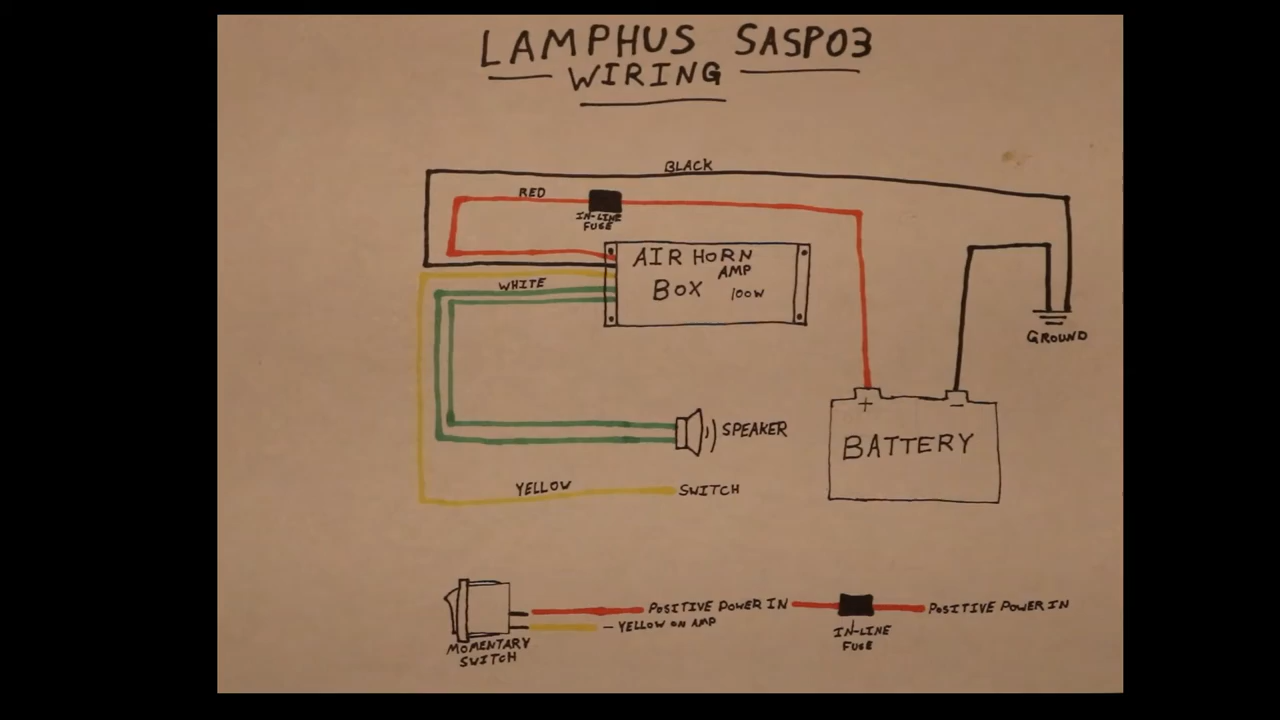 LAMPHUS SASP03
WIRING
BLACK
RED
IN-LINE
FUSE
AIR HORN
AMP
BOX 100W
WHITE
GROUND
+ -
BATTERY
SPEAKER
YELLOW
SWITCH
POSITIVE POWER IN
POSITIVE POWER IN
- YELLOW ON AMP
IN-LINE
FUSE
MOMENTARY
SWITCH